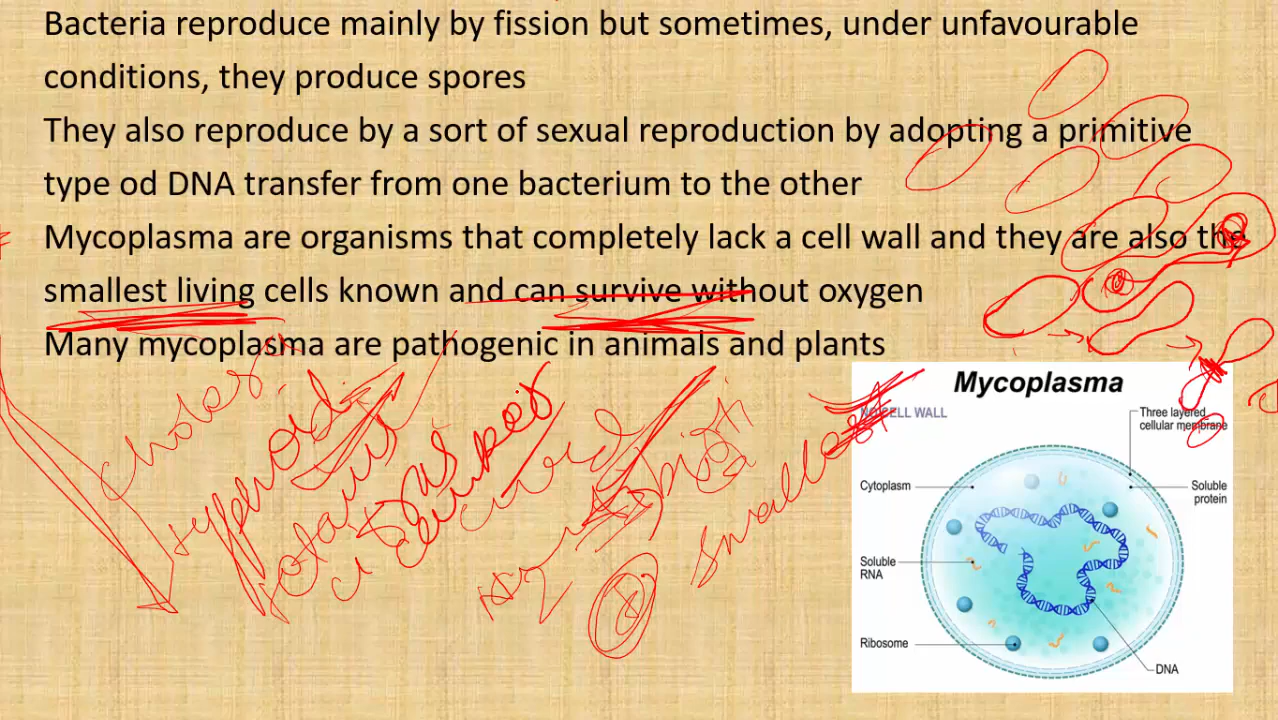 Bacteria reproduce mainly by fission but sometimes, under unfavourable
conditions, they produce spores
They also reproduce by a sort of sexual reproduction by adopting a primitive
type od DNA transfer from one bacterium to the other
Mycoplasma are organisms that completely lack a cell wall and they are also the
smallest living cells known and can survive without oxygen
Many mycoplasma are pathogenic in animals and plants
Mycoplasma
NO CELL WALL
Three layered
cellular membrane
Cytoplasm
Soluble
protein
Soluble
RNA
Ribosome
DNA
typhoid